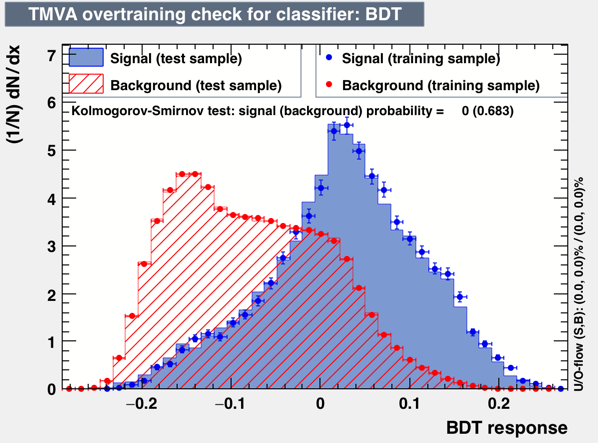 TMVA overtraining check for classifier: BDT
(1/N) dN/dx
7
6
5
4
3
2
1
0
Signal (test sample)
Background (test sample)
Signal (training sample)
Background (training sample)
Kolmogorov-Smirnov test: signal (background) probability = 0 (0.683)
U/O-flow (S,B): (0.0, 0.0)% / (0.0, 0.0)%
−0.2 −0.1 0 0.1 0.2
BDT response